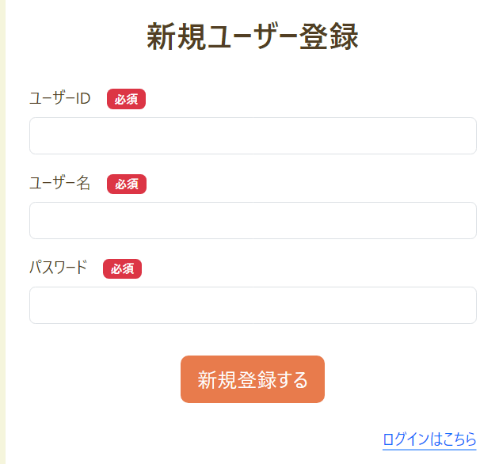 新規ユーザー登録
ユーザーID 必須
ユーザー名 必須
パスワード 必須
新規登録する
ログインはこちら